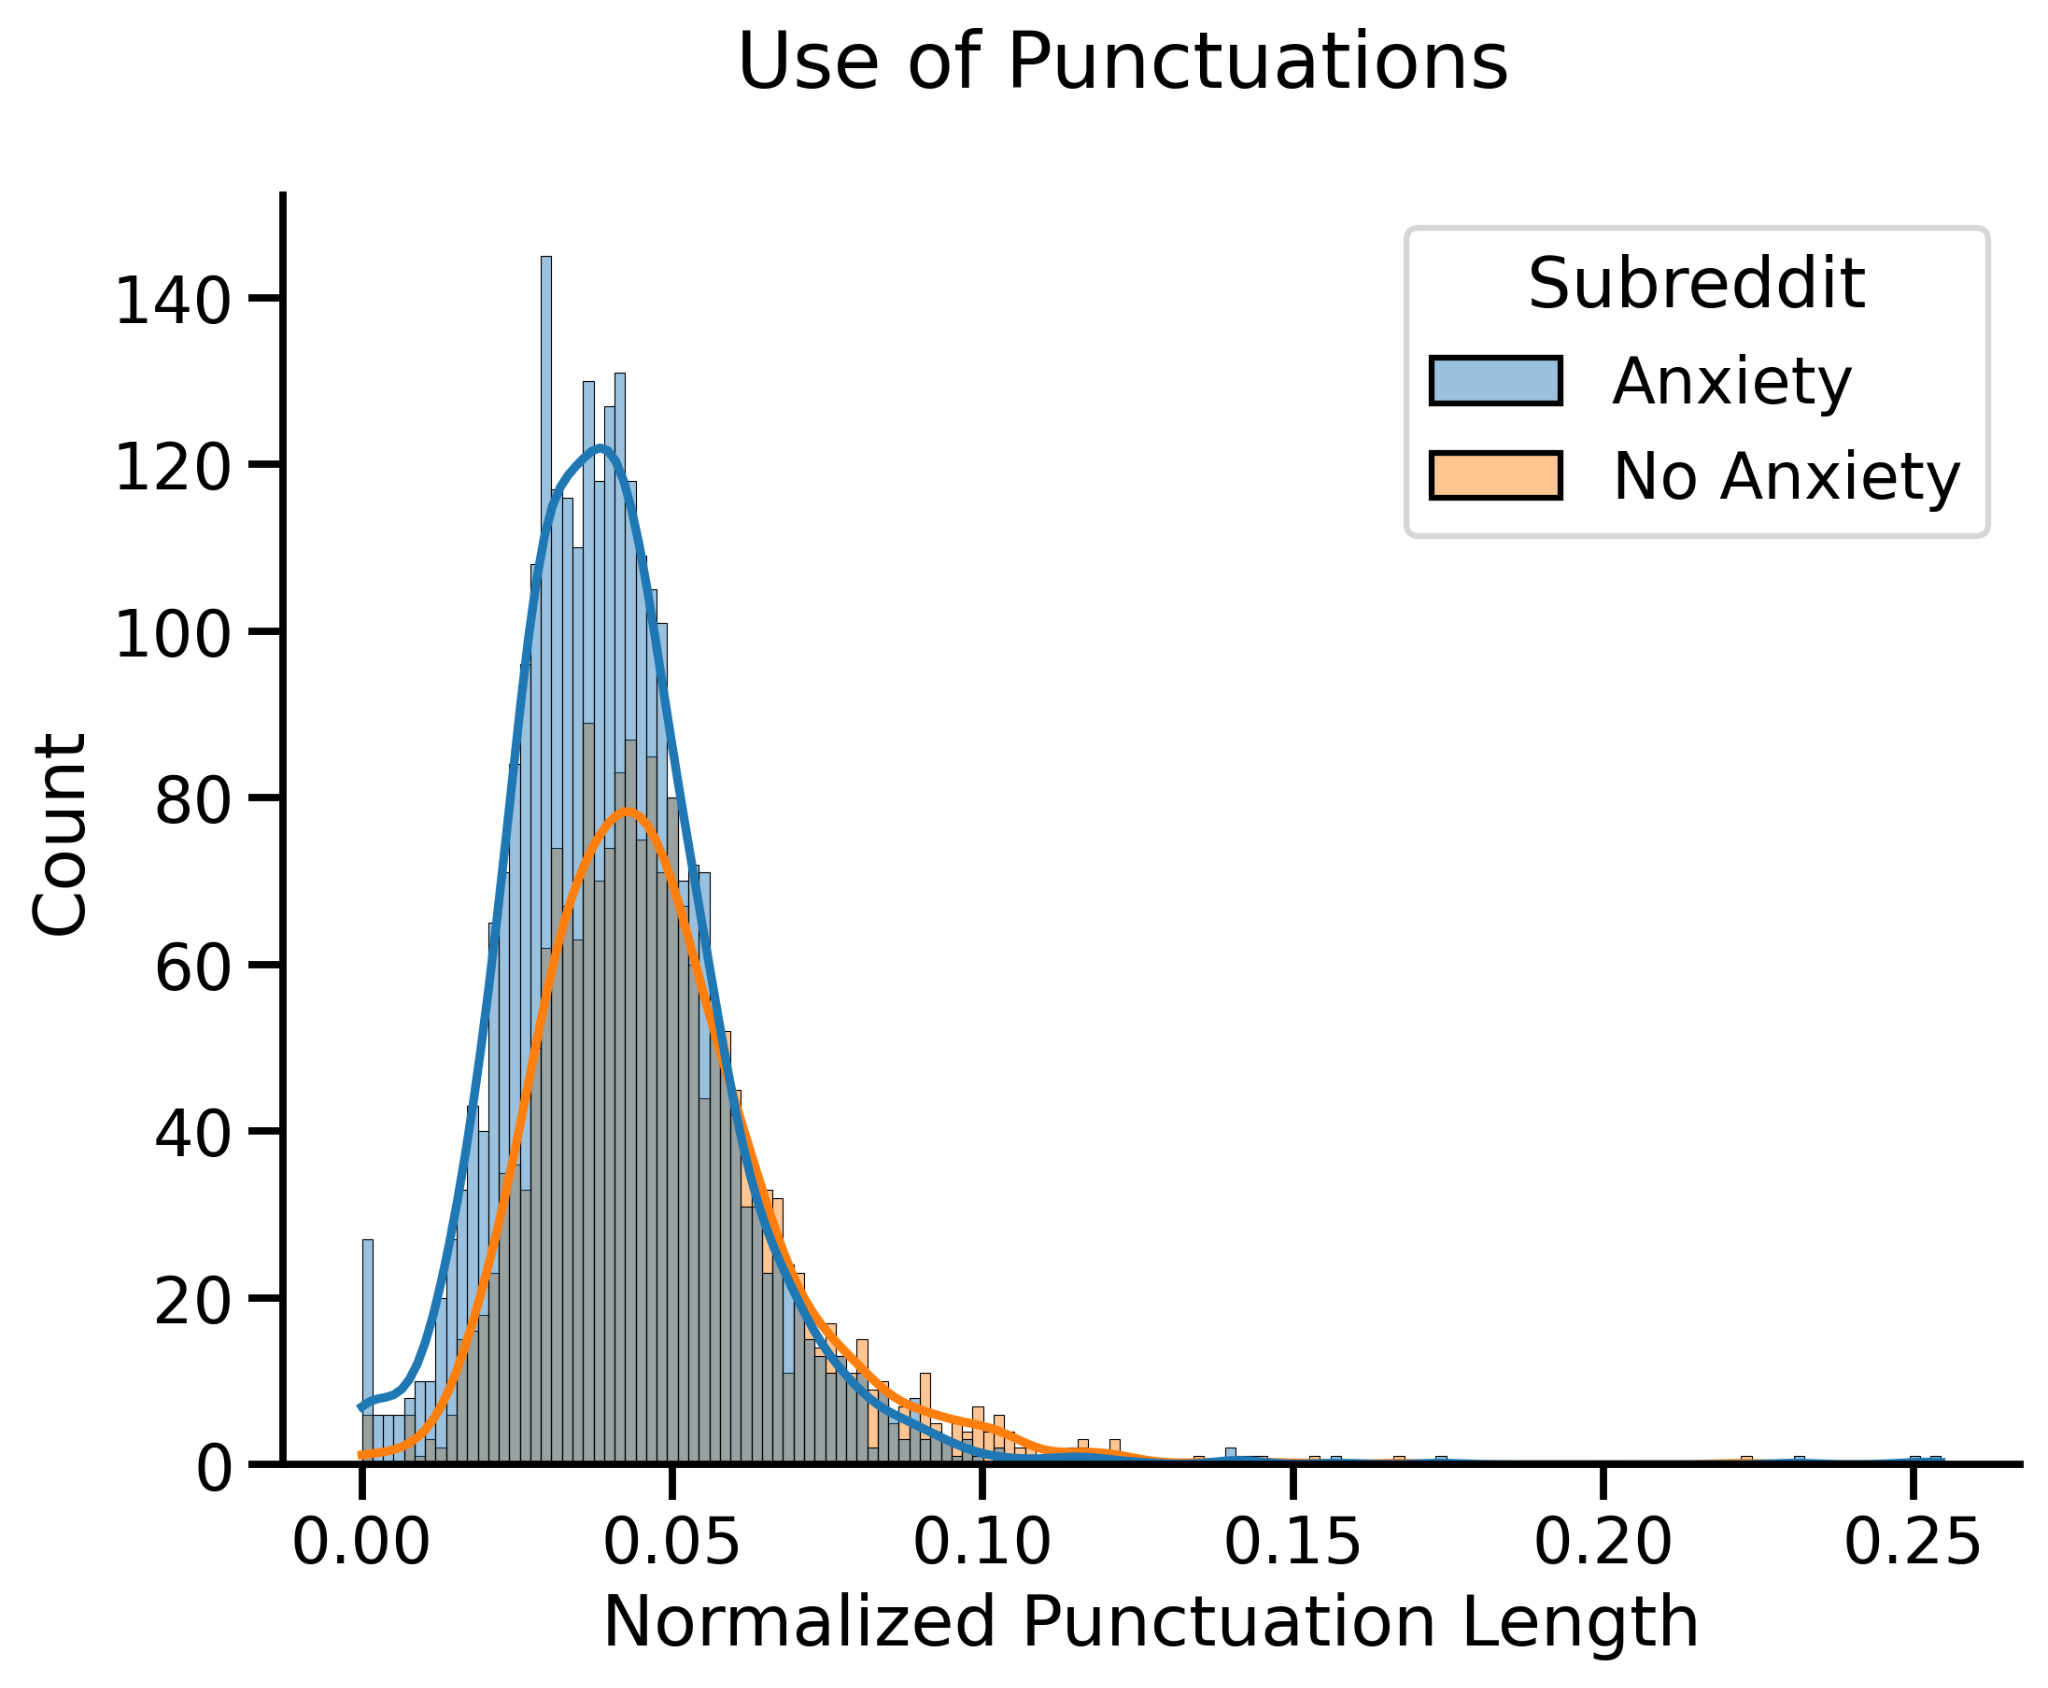 Use of Punctuations
Subreddit
Anxiety
No Anxiety
Count
140
120
100
80
60
40
20
0
0.00 0.05 0.10 0.15 0.20 0.25
Normalized Punctuation Length